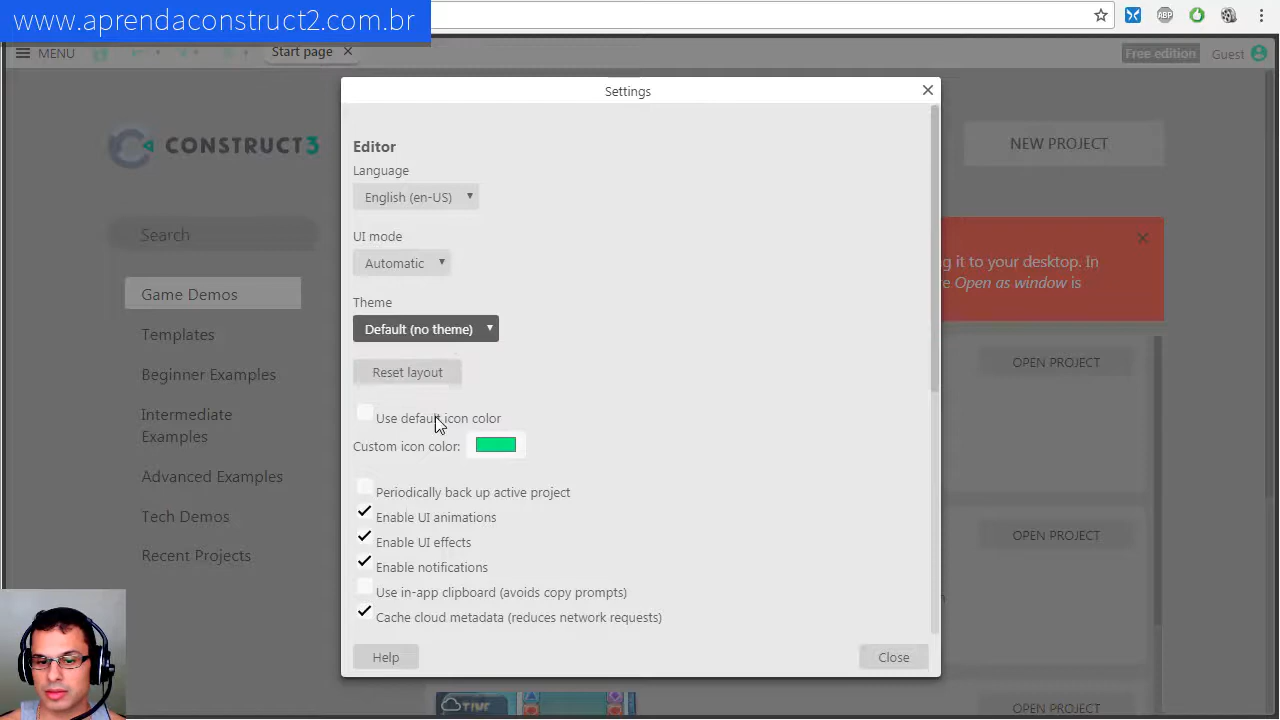 www.aprendaconstruct2.com.br
ABP
MENU
Start page
Free edition
Guest
Settings
CONSTRUCT3
NEW PROJECT
Editor
Language
English (en-US)
Search
UI mode
Automatic
g it to your desktop. In
e Open as window is
Game Demos
Theme
Default (no theme)
Templates
OPEN PROJECT
Beginner Examples
Reset layout
Intermediate
Examples
Use default icon color
Custom icon color:
Advanced Examples
Periodically back up active project
Tech Demos
Enable UI animations
OPEN PROJECT
Enable UI effects
Recent Projects
Enable notifications
Use in-app clipboard (avoids copy prompts)
Cache cloud metadata (reduces network requests)
Help
Close
OPEN PROJECT